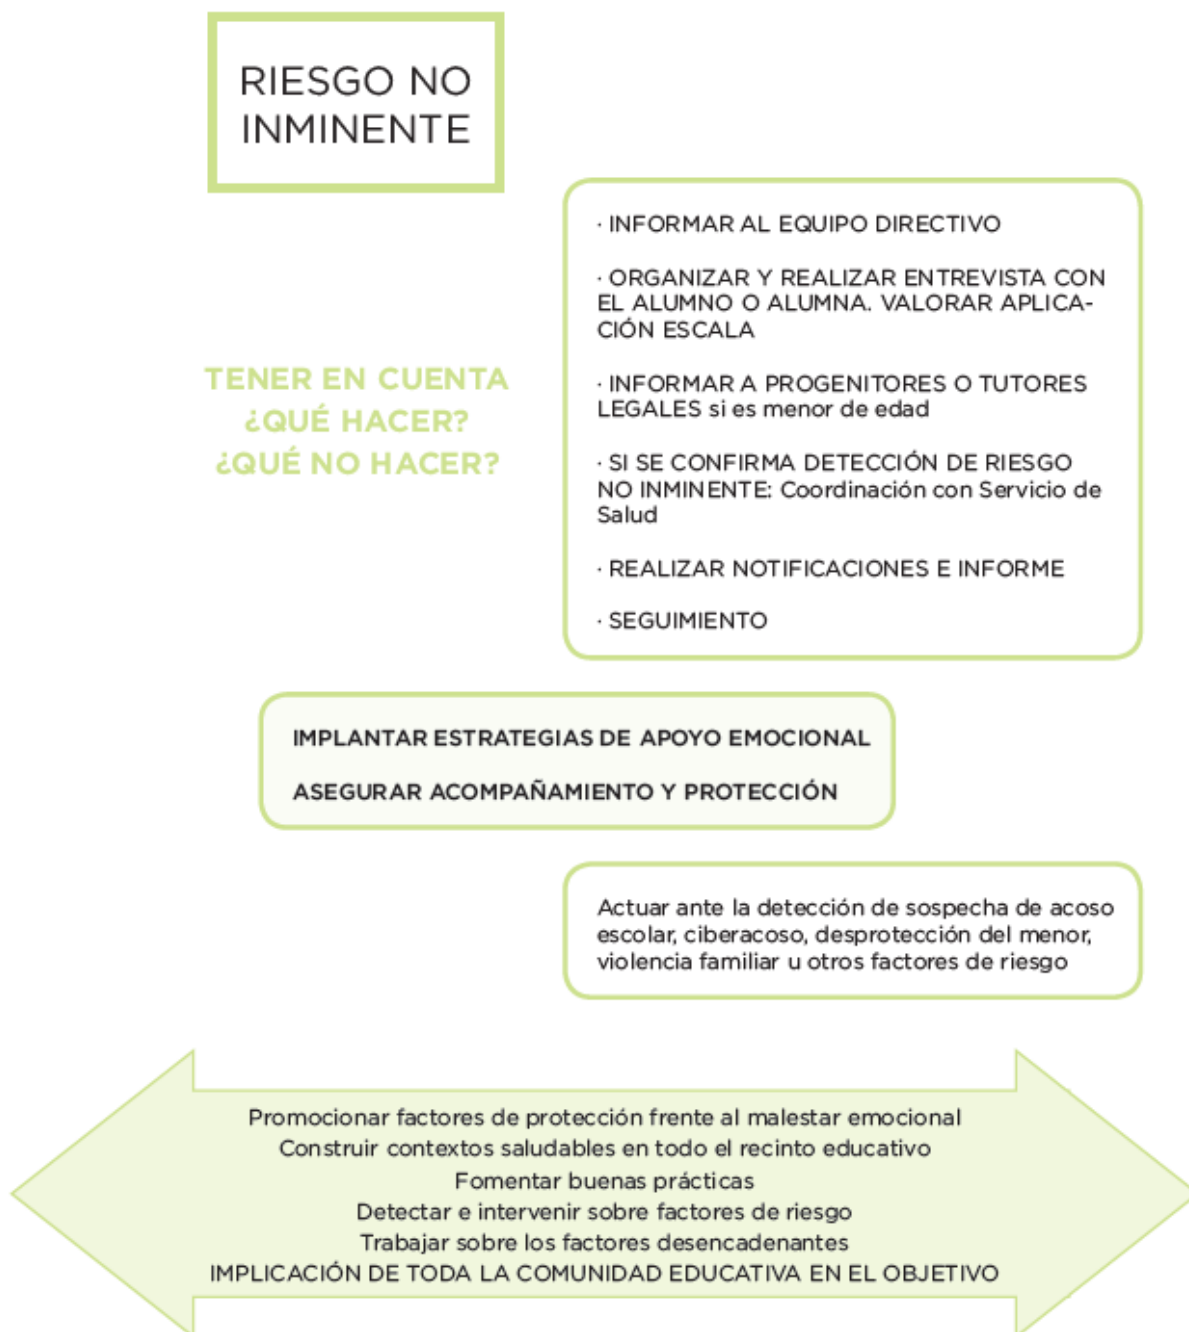 RIESGO NO
INMINENTE
· INFORMAR AL EQUIPO DIRECTIVO
· ORGANIZAR Y REALIZAR ENTREVISTA CON
EL ALUMNO O ALUMNA. VALORAR APLICA-
CIÓN ESCALA
· INFORMAR A PROGENITORES O TUTORES
LEGALES si es menor de edad
· SI SE CONFIRMA DETECCIÓN DE RIESGO
NO INMINENTE: Coordinación con Servicio de
Salud
· REALIZAR NOTIFICACIONES E INFORME
· SEGUIMIENTO
TENER EN CUENTA
¿QUÉ HACER?
¿QUÉ NO HACER?
IMPLANTAR ESTRATEGIAS DE APOYO EMOCIONAL
ASEGURAR ACOMPAÑAMIENTO Y PROTECCIÓN
Actuar ante la detección de sospecha de acoso
escolar, ciberacoso, desprotección del menor,
violencia familiar u otros factores de riesgo
Promocionar factores de protección frente al malestar emocional
Construir contextos saludables en todo el recinto educativo
Fomentar buenas prácticas
Detectar e intervenir sobre factores de riesgo
Trabajar sobre los factores desencadenantes
IMPLICACIÓN DE TODA LA COMUNIDAD EDUCATIVA EN EL OBJETIVO